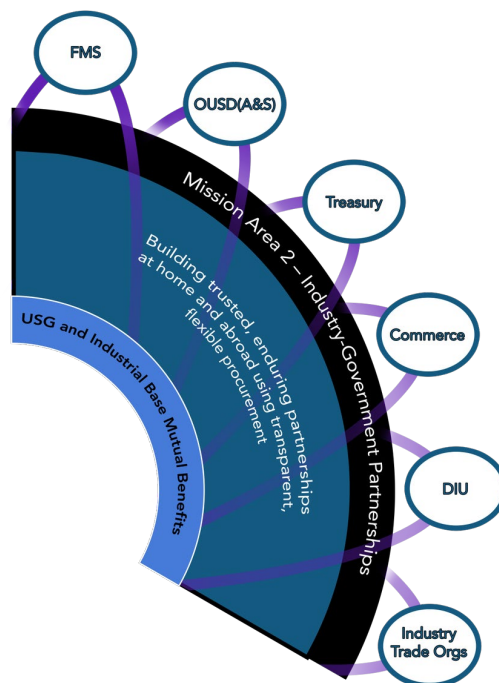 FMS
OUSD(A&S)
Treasury
Commerce
DIU
Industry
Trade Orgs
Mission Area 2 – Industry-Government Partnerships
Building trusted, enduring partnerships
at home and abroad using transparent,
flexible procurement
USG and Industrial Base Mutual Benefits